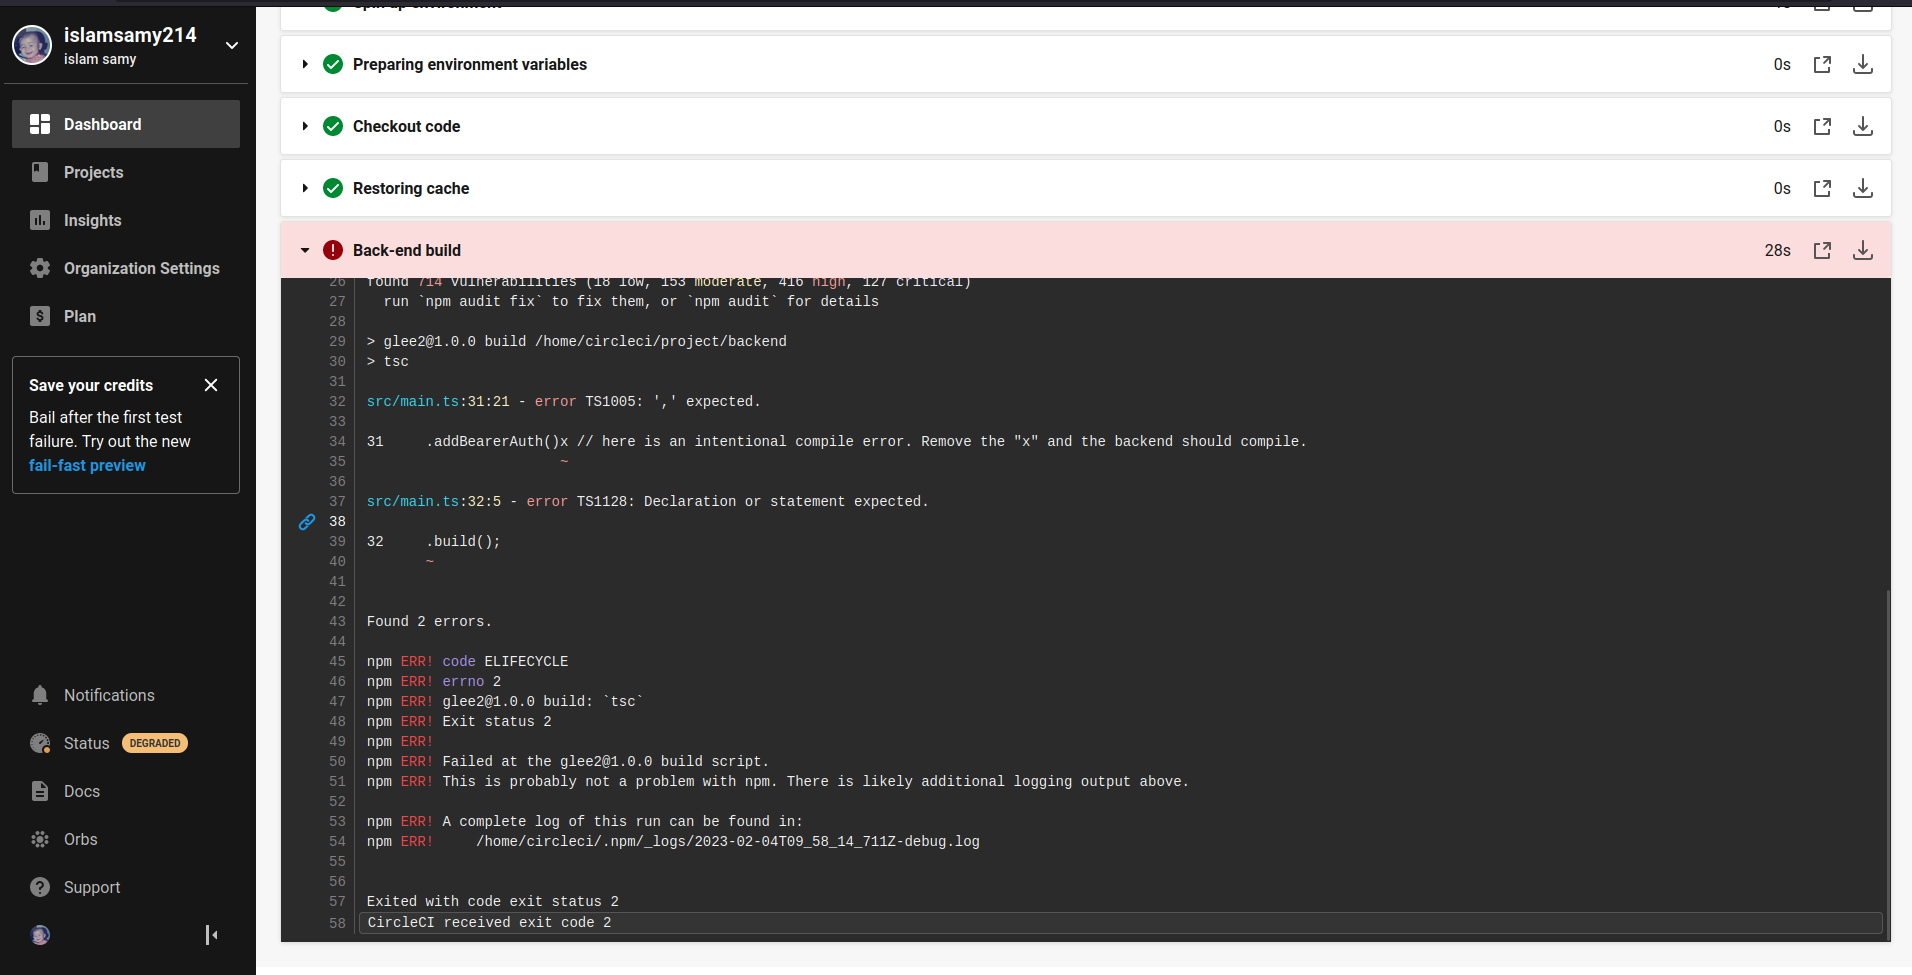 islamsamy214
islam samy
Dashboard
Projects
Insights
Organization Settings
Plan
Save your credits
Bail after the first test
failure. Try out the new
fail-fast preview
Notifications
Status DEGRADED
Docs
Orbs
Support
Spin up environment
Preparing environment variables 0s
Checkout code 0s
Restoring cache 0s
Back-end build 28s
26 found 714 vulnerabilities (18 low, 153 moderate, 416 high, 127 critical)
27 run `npm audit fix` to fix them, or `npm audit` for details
28
29 > glee2@1.0.0 build /home/circleci/project/backend
30 > tsc
31
32 src/main.ts:31:21 - error TS1005: ',' expected.
33
34 31 .addBearerAuth()x // here is an intentional compile error. Remove the "x" and the backend should compile.
35 ~
36
37 src/main.ts:32:5 - error TS1128: Declaration or statement expected.
38
39 32 .build();
40 ~
41
42
43 Found 2 errors.
44
45 npm ERR! code ELIFECYCLE
46 npm ERR! errno 2
47 npm ERR! glee2@1.0.0 build: `tsc`
48 npm ERR! Exit status 2
49 npm ERR!
50 npm ERR! Failed at the glee2@1.0.0 build script.
51 npm ERR! This is probably not a problem with npm. There is likely additional logging output above.
52
53 npm ERR! A complete log of this run can be found in:
54 npm ERR! /home/circleci/.npm/_logs/2023-02-04T09_58_14_711Z-debug.log
55
56
57 Exited with code exit status 2
58 CircleCI received exit code 2